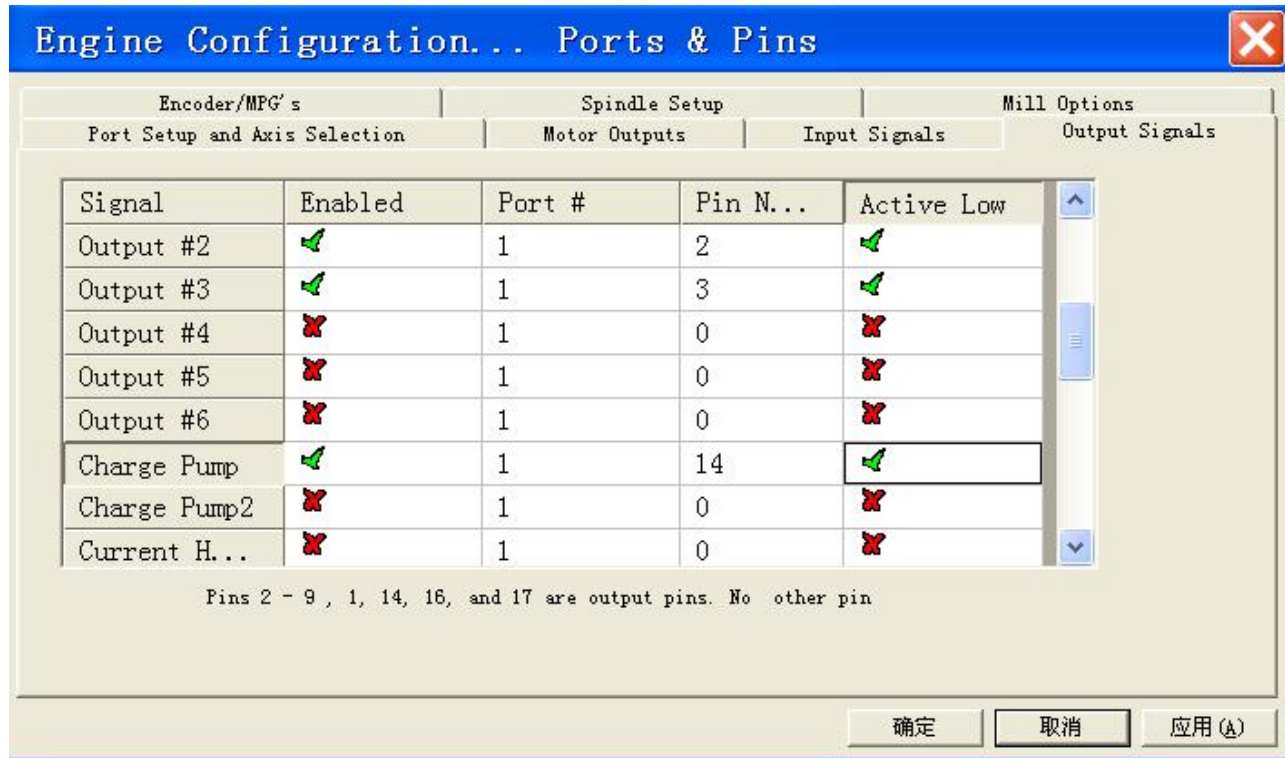 Engine Configuration... Ports & Pins
Encoder/MPG's Spindle Setup Mill Options
Port Setup and Axis Selection Motor Outputs Input Signals Output Signals
Signal Enabled Port # Pin N... Active Low
Output #2 1 2
Output #3 1 3
Output #4 1 0
Output #5 1 0
Output #6 1 0
Charge Pump 1 14
Charge Pump2 1 0
Current H... 1 0
Pins 2 - 9 , 1, 14, 16, and 17 are output pins. No other pin
确定 取消 应用(A)